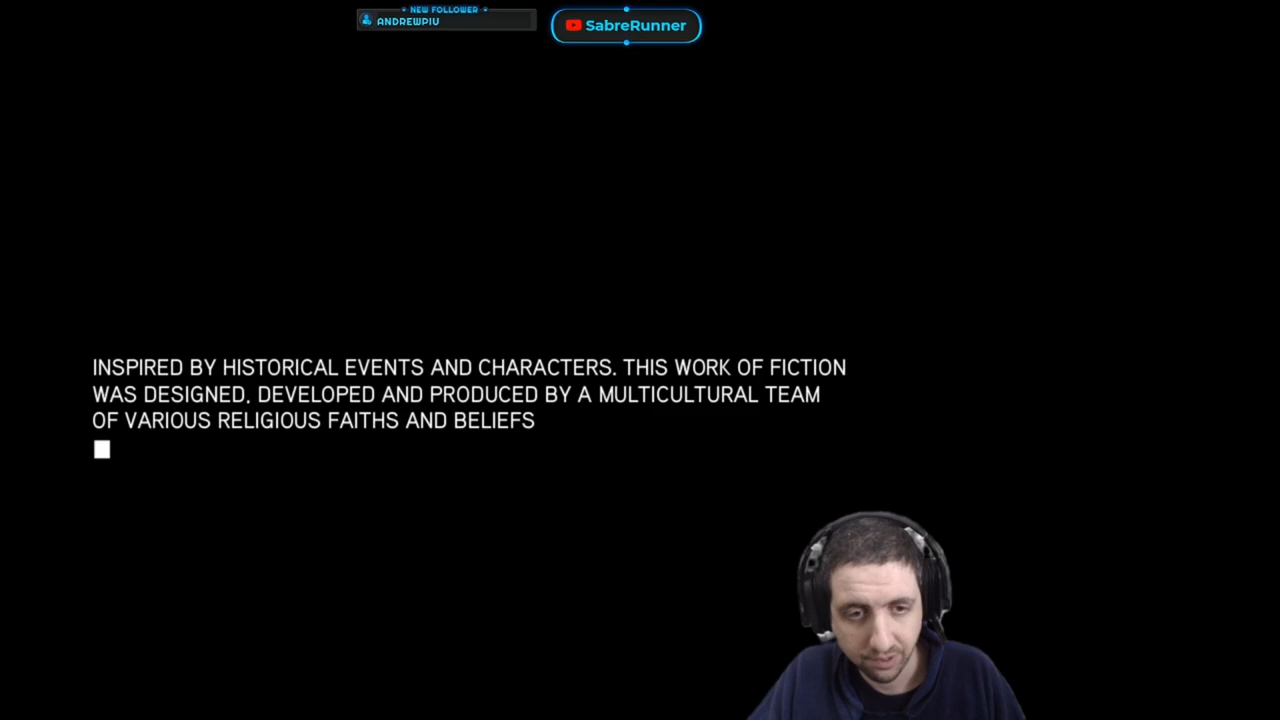 NEW FOLLOWER
ANDREWPIU
SabreRunner
INSPIRED BY HISTORICAL EVENTS AND CHARACTERS. THIS WORK OF FICTION
WAS DESIGNED, DEVELOPED AND PRODUCED BY A MULTICULTURAL TEAM
OF VARIOUS RELIGIOUS FAITHS AND BELIEFS